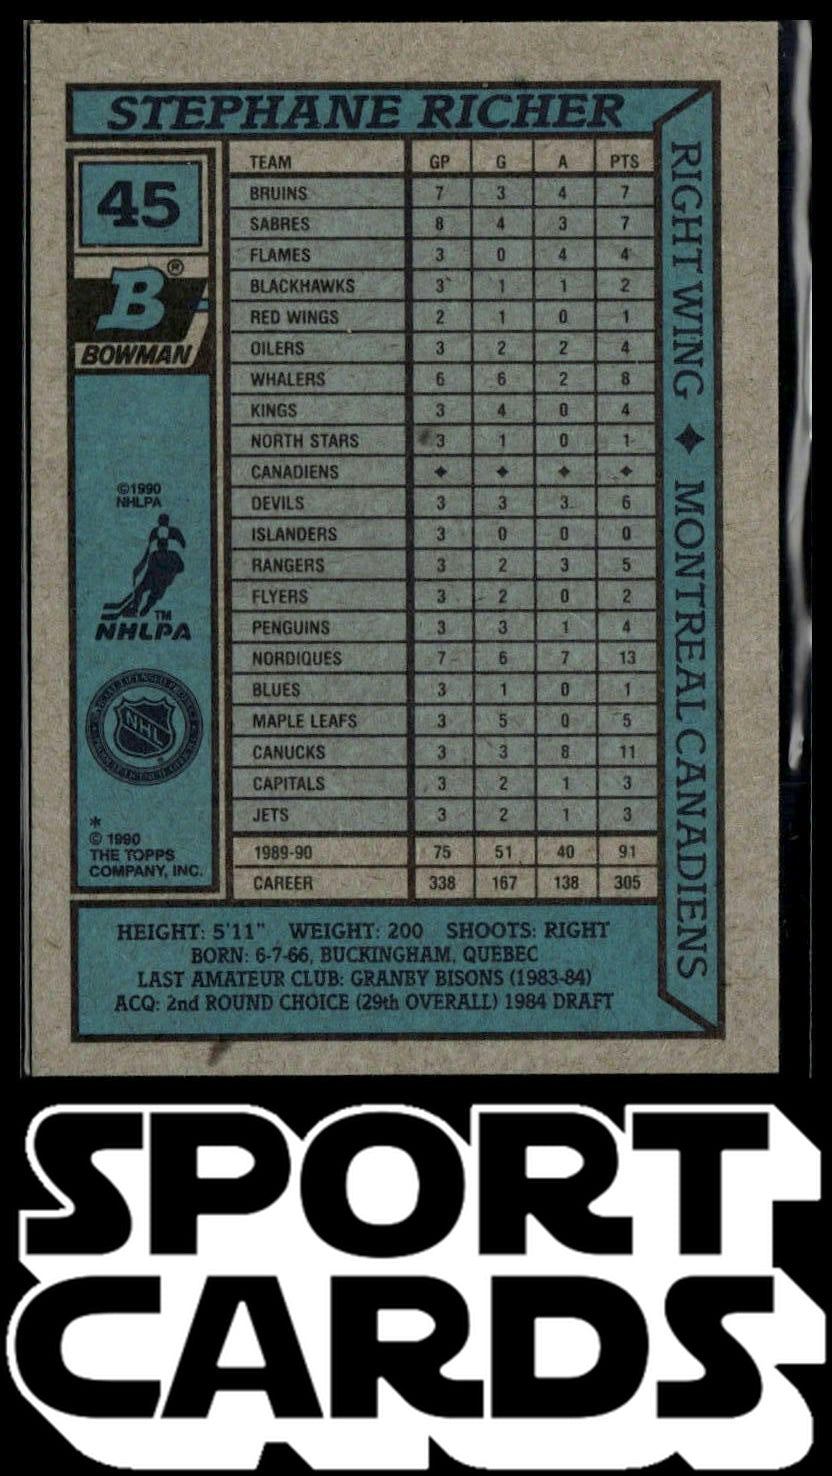 STEPHANE RICHER
45
B®
BOWMAN
©1990
NHLPA
TM
NHLPA
NHL
*
© 1990
THE TOPPS
COMPANY, INC.
TEAM GP G A PTS
BRUINS 7 3 4 7
SABRES 8 4 3 7
FLAMES 3 0 4 4
BLACKHAWKS 3 1 1 2
RED WINGS 2 1 0 1
OILERS 3 2 2 4
WHALERS 6 6 2 8
KINGS 3 4 0 4
NORTH STARS 3 1 0 1
CANADIENS ◆ ◆ ◆ ◆
DEVILS 3 3 3 6
ISLANDERS 3 0 0 0
RANGERS 3 2 3 5
FLYERS 3 2 0 2
PENGUINS 3 3 1 4
NORDIQUES 7 6 7 13
BLUES 3 1 0 1
MAPLE LEAFS 3 5 0 5
CANUCKS 3 3 8 11
CAPITALS 3 2 1 3
JETS 3 2 1 3
1989-90 75 51 40 91
CAREER 338 167 138 305
RIGHT WING ◆ MONTREAL CANADIENS
HEIGHT: 5'11" WEIGHT: 200 SHOOTS: RIGHT
BORN: 6-7-66, BUCKINGHAM, QUEBEC
LAST AMATEUR CLUB: GRANBY BISONS (1983-84)
ACQ: 2nd ROUND CHOICE (29th OVERALL) 1984 DRAFT
SPORT
CARDS